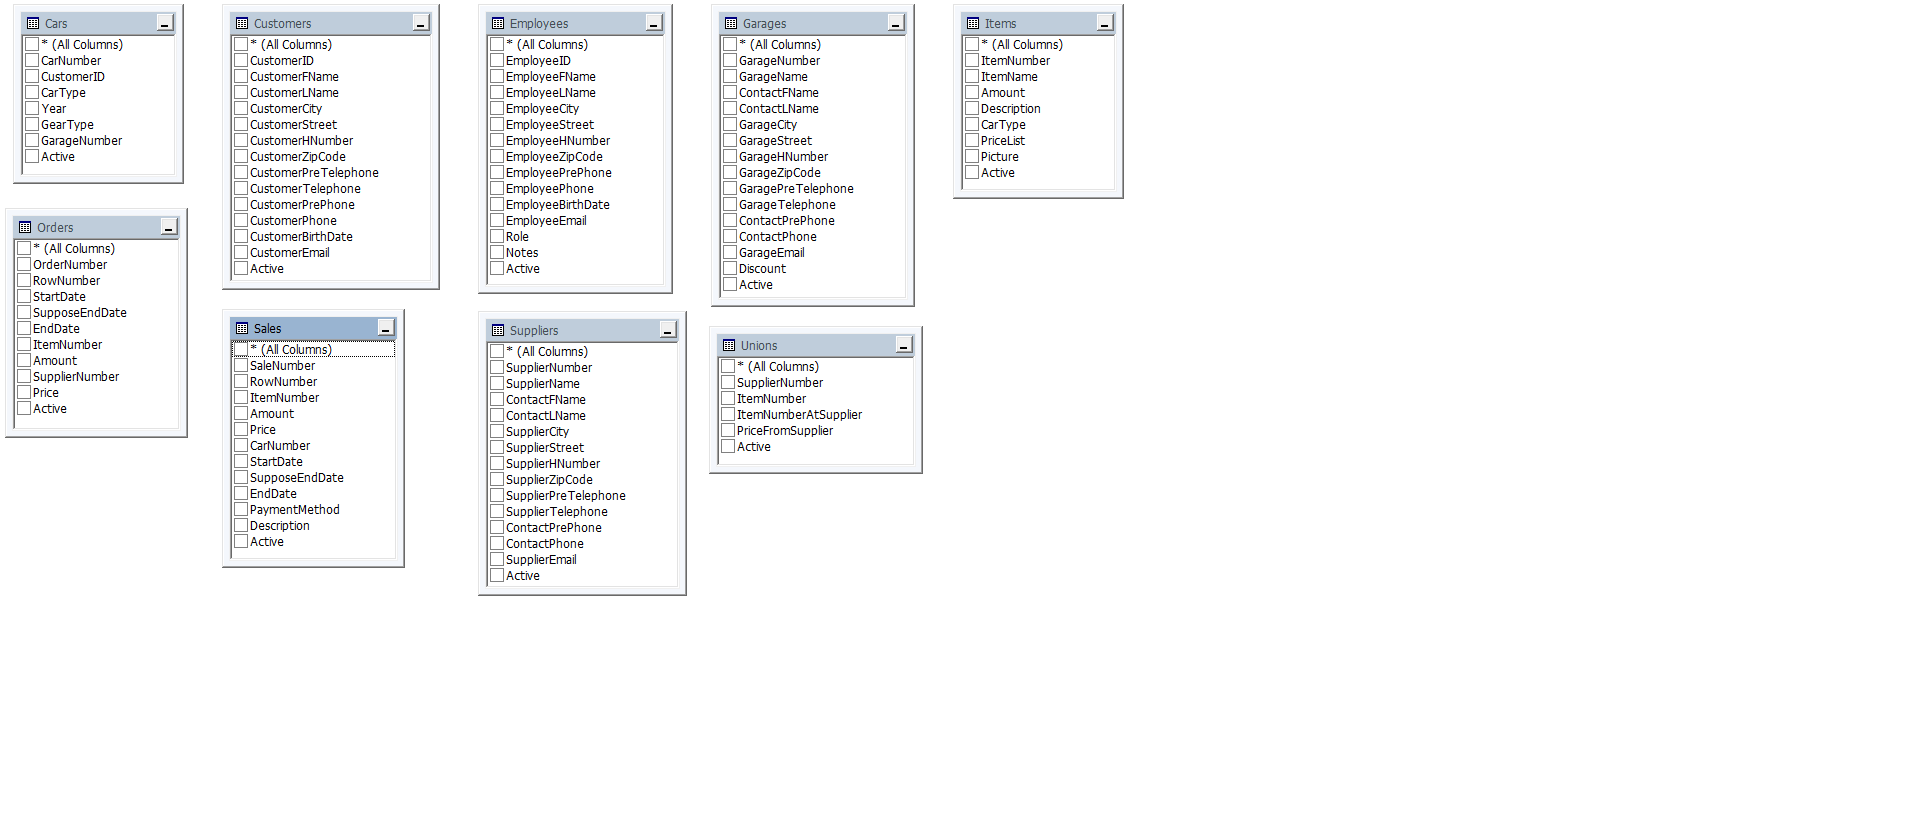 Cars
* (All Columns)
CarNumber
CustomerID
CarType
Year
GearType
GarageNumber
Active
Customers
* (All Columns)
CustomerID
CustomerFName
CustomerLName
CustomerCity
CustomerStreet
CustomerHNumber
CustomerZipCode
CustomerPreTelephone
CustomerTelephone
CustomerPrePhone
CustomerPhone
CustomerBirthDate
CustomerEmail
Active
Employees
* (All Columns)
EmployeeID
EmployeeFName
EmployeeLName
EmployeeCity
EmployeeStreet
EmployeeHNumber
EmployeeZipCode
EmployeePrePhone
EmployeePhone
EmployeeBirthDate
EmployeeEmail
Role
Notes
Active
Garages
* (All Columns)
GarageNumber
GarageName
ContactFName
ContactLName
GarageCity
GarageStreet
GarageHNumber
GarageZipCode
GaragePreTelephone
GarageTelephone
ContactPrePhone
ContactPhone
GarageEmail
Discount
Active
Items
* (All Columns)
ItemNumber
ItemName
Amount
Description
CarType
PriceList
Picture
Active
Orders
* (All Columns)
OrderNumber
RowNumber
StartDate
SupposeEndDate
EndDate
ItemNumber
Amount
SupplierNumber
Price
Active
Sales
* (All Columns)
SaleNumber
RowNumber
ItemNumber
Amount
Price
CarNumber
StartDate
SupposeEndDate
EndDate
PaymentMethod
Description
Active
Suppliers
* (All Columns)
SupplierNumber
SupplierName
ContactFName
ContactLName
SupplierCity
SupplierStreet
SupplierHNumber
SupplierZipCode
SupplierPreTelephone
SupplierTelephone
ContactPrePhone
ContactPhone
SupplierEmail
Active
Unions
* (All Columns)
SupplierNumber
ItemNumber
ItemNumberAtSupplier
PriceFromSupplier
Active